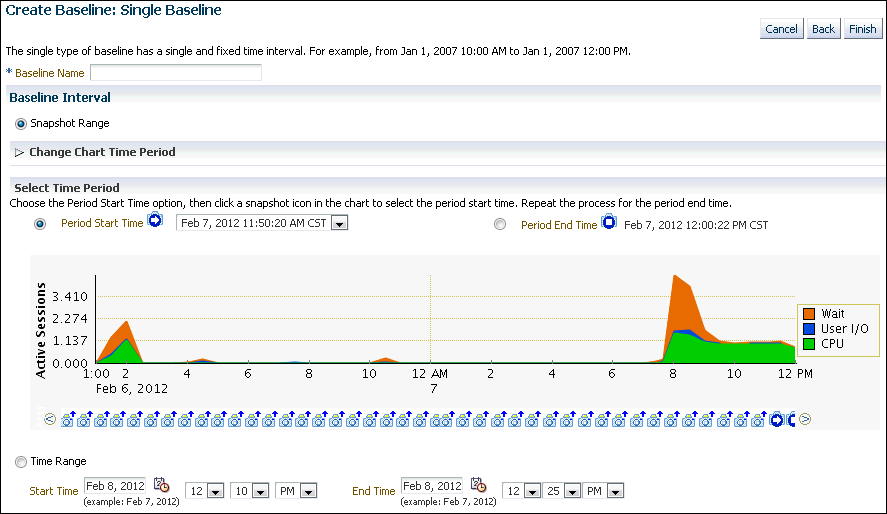 Create Baseline: Single Baseline
Cancel Back Finish
The single type of baseline has a single and fixed time interval. For example, from Jan 1, 2007 10:00 AM to Jan 1, 2007 12:00 PM.
* Baseline Name
Baseline Interval
Snapshot Range
Change Chart Time Period
Select Time Period
Choose the Period Start Time option, then click a snapshot icon in the chart to select the period start time. Repeat the process for the period end time.
Period Start Time Feb 7, 2012 11:50:20 AM CST Period End Time Feb 7, 2012 12:00:22 PM CST
Active Sessions
3.410
2.274
1.137
0.000
Wait
User I/O
CPU
1:00 2 4 6 8 10 12 AM 2 4 6 8 10 12 PM
Feb 6, 2012 7
Time Range
Start Time Feb 8, 2012 12 10 PM End Time Feb 8, 2012 12 25 PM
(example: Feb 7, 2012) (example: Feb 7, 2012)